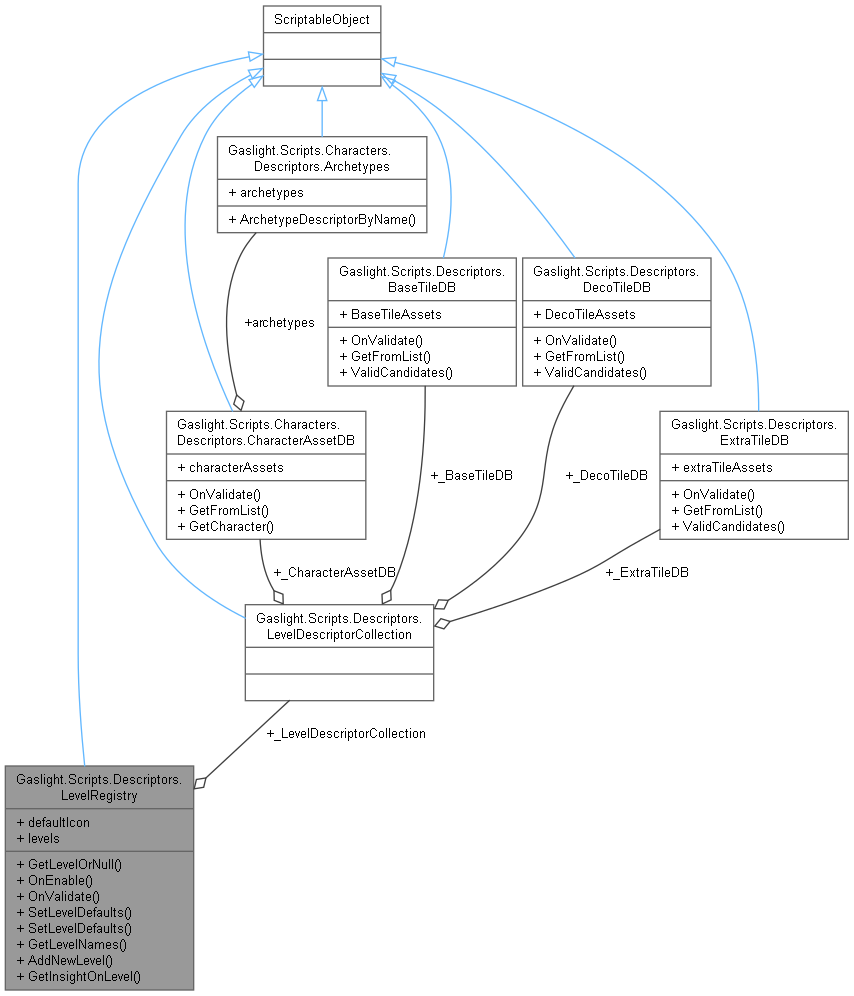 ScriptableObject
Gaslight.Scripts.Characters.
Descriptors.Archetypes
+ archetypes
+ ArchetypeDescriptorByName()
Gaslight.Scripts.Descriptors.
BaseTileDB
+ BaseTileAssets
+ OnValidate()
+ GetFromList()
+ ValidCandidates()
Gaslight.Scripts.Descriptors.
DecoTileDB
+ DecoTileAssets
+ OnValidate()
+ GetFromList()
+ ValidCandidates()
+archetypes
Gaslight.Scripts.Characters.
Descriptors.CharacterAssetDB
+ characterAssets
+ OnValidate()
+ GetFromList()
+ GetCharacter()
Gaslight.Scripts.Descriptors.
ExtraTileDB
+ extraTileAssets
+ OnValidate()
+ GetFromList()
+ ValidCandidates()
+_BaseTileDB
+_DecoTileDB
+_CharacterAssetDB
+_ExtraTileDB
Gaslight.Scripts.Descriptors.
LevelDescriptorCollection
+_LevelDescriptorCollection
Gaslight.Scripts.Descriptors.
LevelRegistry
+ defaultIcon
+ levels
+ GetLevelOrNull()
+ OnEnable()
+ OnValidate()
+ SetLevelDefaults()
+ SetLevelDefaults()
+ GetLevelNames()
+ AddNewLevel()
+ GetInsightOnLevel()